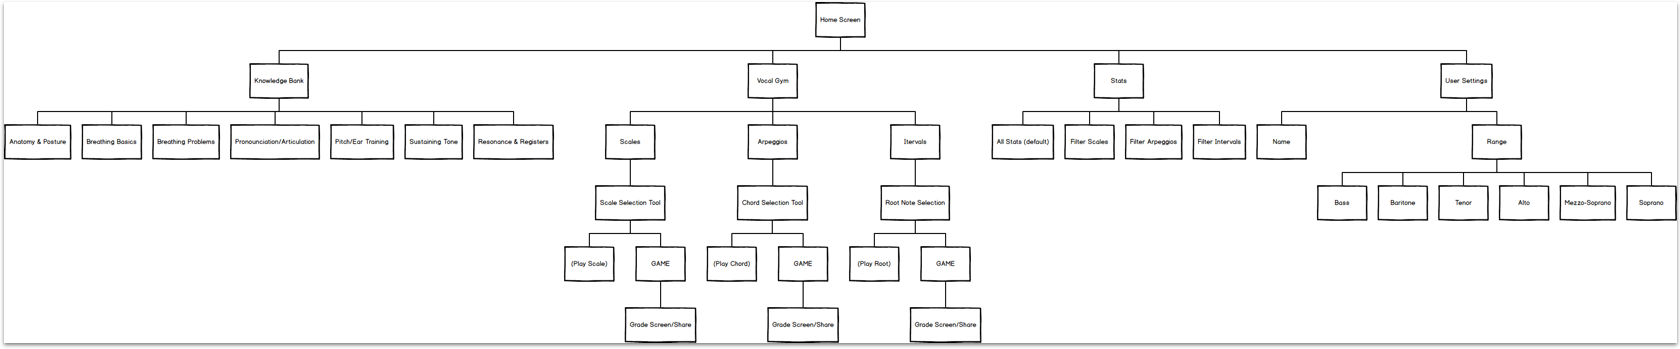 Home Screen
Knowledge Bank
Vocal Gym
Stats
User Settings
Anatomy & Posture
Breathing Basics
Breathing Problems
Pronounciation/Articulation
Pitch/Ear Training
Sustaining Tone
Resonance & Registers
Scales
Arpeggios
Itervals
All Stats (default)
Filter Scales
Filter Arpeggios
Filter Intervals
Name
Range
Scale Selection Tool
Chord Selection Tool
Root Note Selection
Bass
Baritone
Tenor
Alto
Mezzo-Soprano
Soprano
(Play Scale)
GAME
(Play Chord)
GAME
(Play Root)
GAME
Grade Screen/Share
Grade Screen/Share
Grade Screen/Share